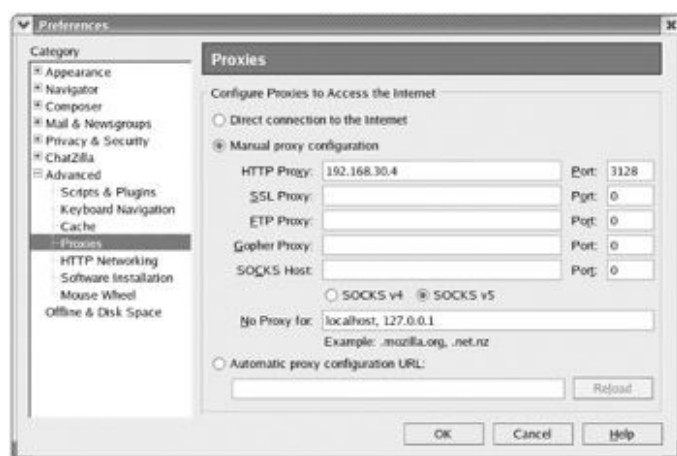 Preferences
Category
Appearance
Navigator
Composer
Mail & Newsgroups
Privacy & Security
ChatZilla
Advanced
Scripts & Plugins
Keyboard Navigation
Cache
Proxies
HTTP Networking
Software Installation
Mouse Wheel
Offline & Disk Space
Proxies
Configure Proxies to Access the Internet
Direct connection to the Internet
Manual proxy configuration
HTTP Proxy: 192.168.30.4 Port: 3128
SSL Proxy: Port: 0
FTP Proxy: Port: 0
Gopher Proxy: Port: 0
SOCKS Host: Port: 0
SOCKS v4 SOCKS v5
No Proxy for: localhost, 127.0.0.1
Example: .mozilla.org, .net.nz
Automatic proxy configuration URL:
Reload
OK Cancel Help